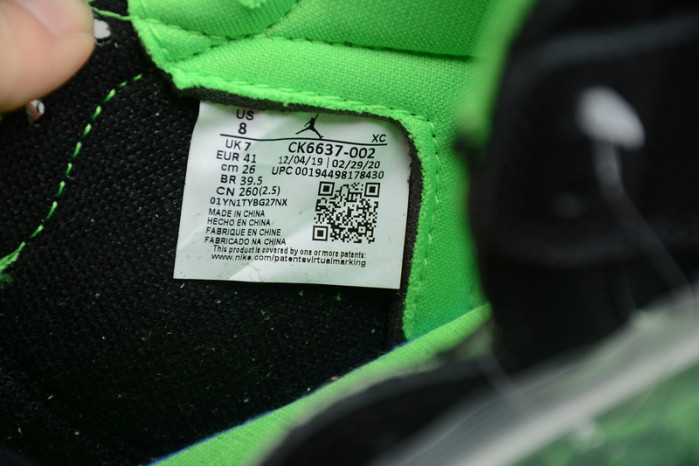 US
8
XC
UK 7
CK6637-002
EUR 41
12/04/19 | 02/29/20
cm 26
UPC 00194498178430
BR 39.5
CN 260(2.5)
01YN1TYBG27NX
MADE IN CHINA
HECHO EN CHINA
FABRIQUE EN CHINE
FABRICADO NA CHINA
This product is covered by one or more patents:
www.nike.com/patentsvirtualmarking